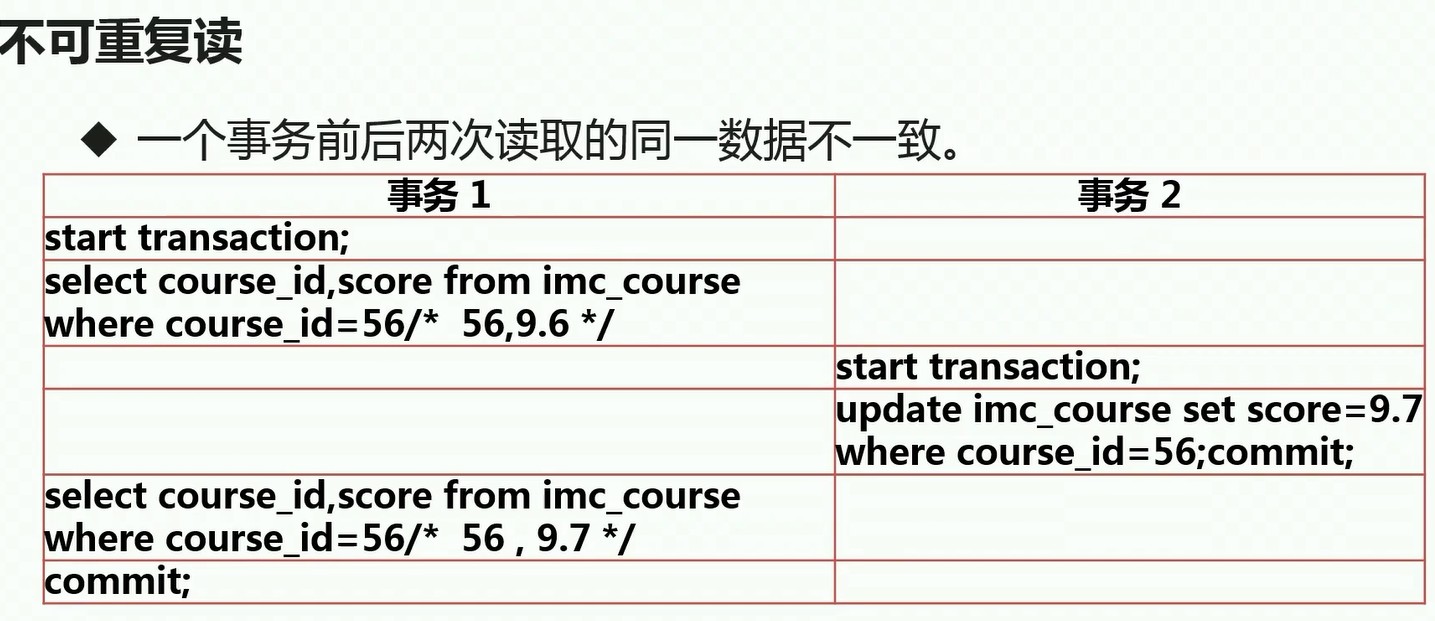 不可重复读
◆ 一个事务前后两次读取的同一数据不一致。
事务 1 事务 2
start transaction;
select course_id,score from imc_course
where course_id=56/*  56,9.6 */
start transaction;
update imc_course set score=9.7
where course_id=56;commit;
select course_id,score from imc_course
where course_id=56/*  56 , 9.7 */
commit;